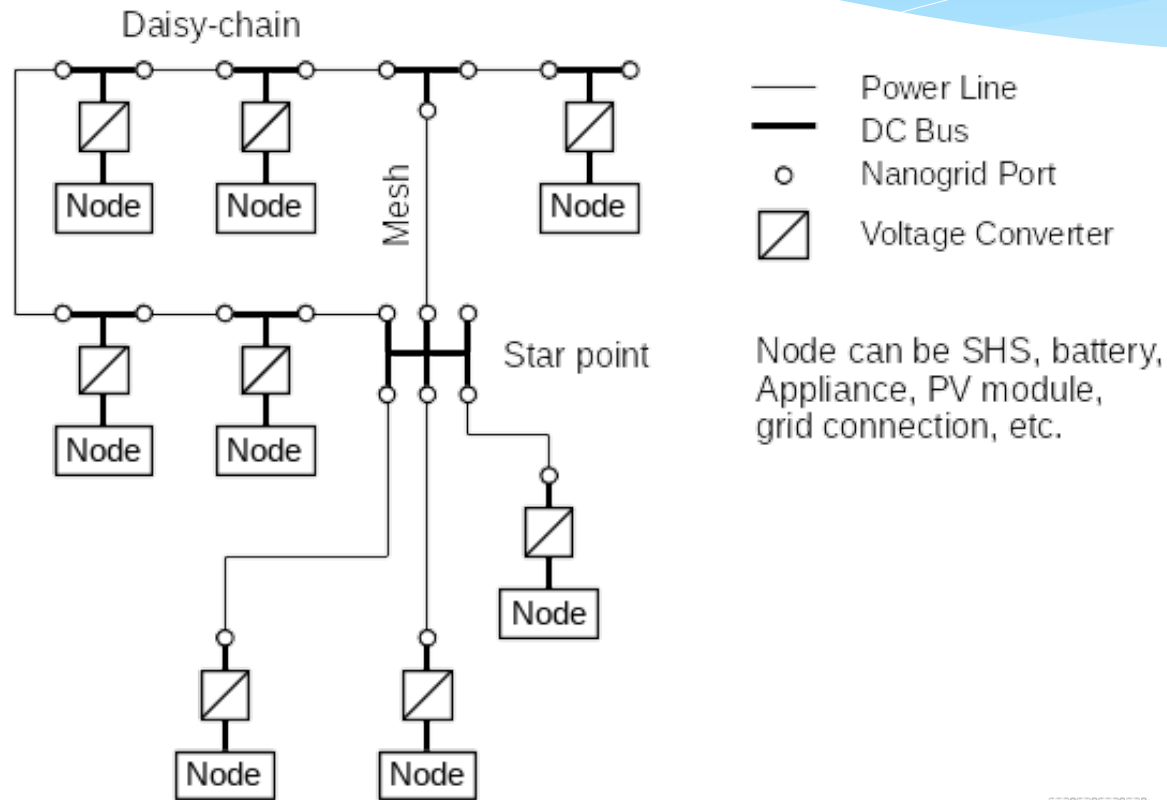 Daisy-chain
Node
Node
Node
Mesh
Node
Node
Star point
Node
Node
Node
Power Line
DC Bus
Nanogrid Port
Voltage Converter
Node can be SHS, battery,
Appliance, PV module,
grid connection, etc.